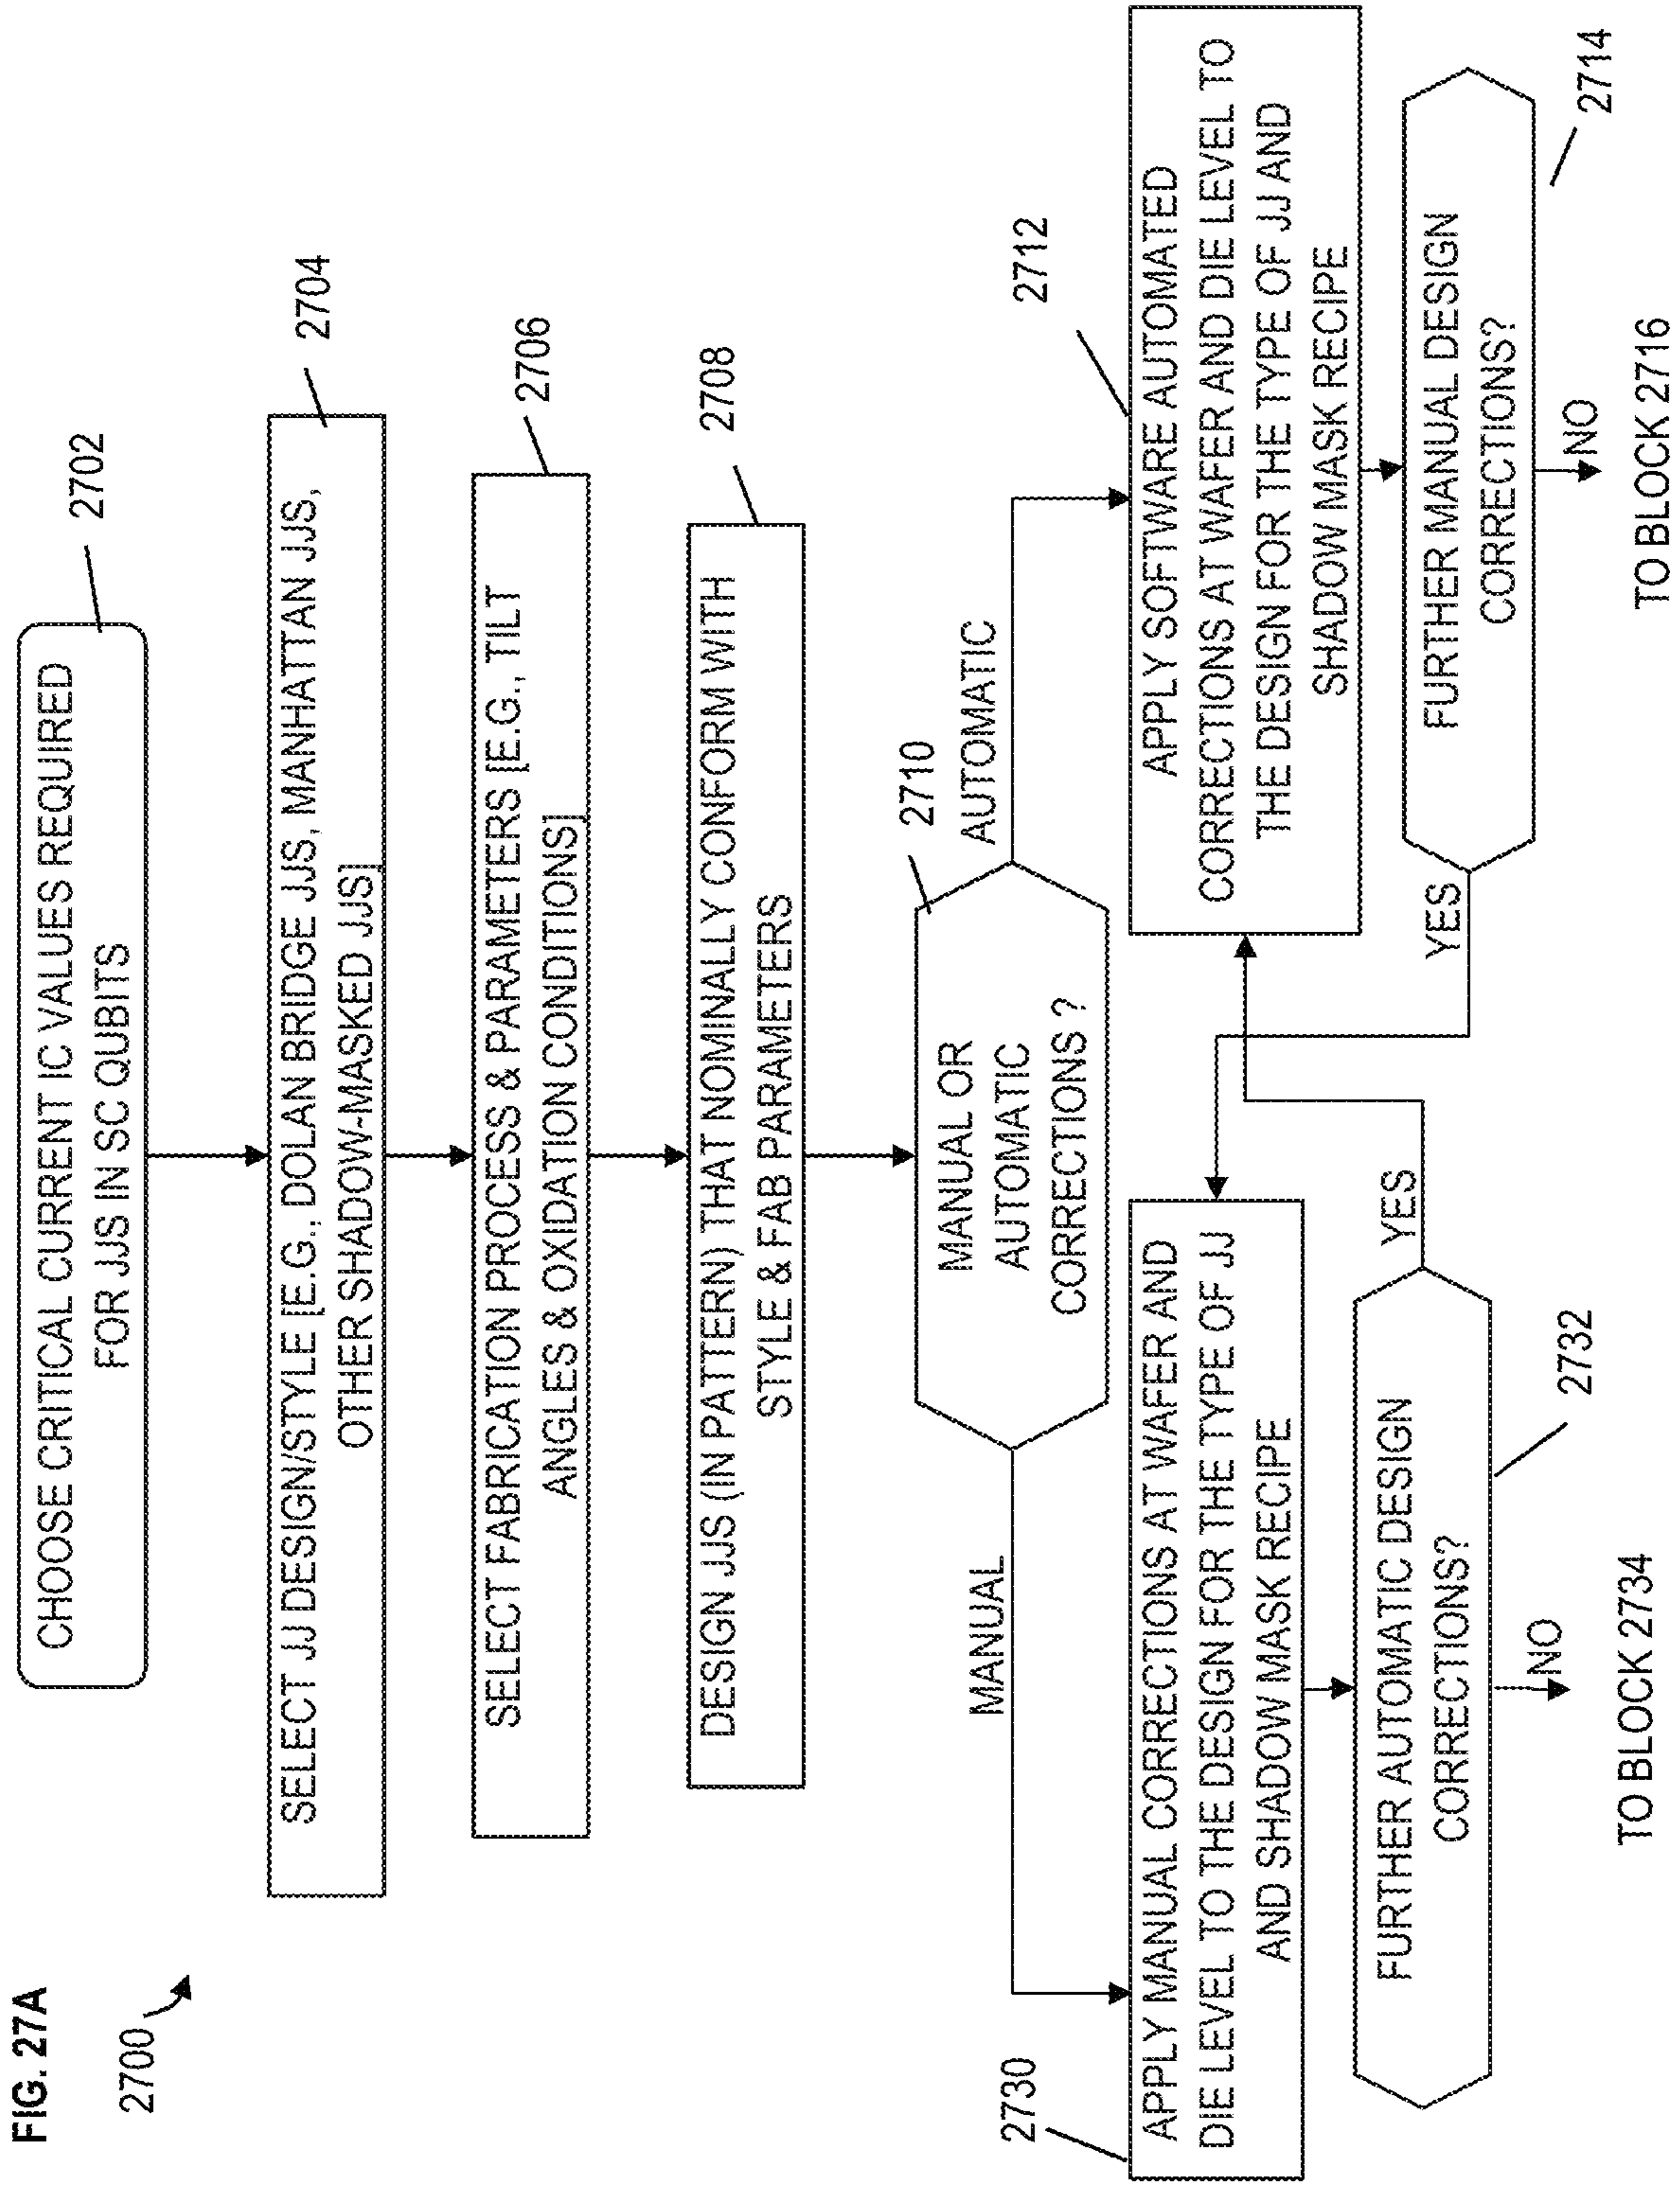 FIG. 27A
2700
CHOOSE CRITICAL CURRENT IC VALUES REQUIRED
FOR JJS IN SC QUBITS
2702
SELECT JJ DESIGN/STYLE [E.G., DOLAN BRIDGE JJS, MANHATTAN JJS,
OTHER SHADOW-MASKED JJS]
2704
SELECT FABRICATION PROCESS & PARAMETERS [E.G., TILT
ANGLES & OXIDATION CONDITIONS]
2706
DESIGN JJS (IN PATTERN) THAT NOMINALLY CONFORM WITH
STYLE & FAB PARAMETERS
2708
MANUAL OR
AUTOMATIC
CORRECTIONS ?
2710
MANUAL
AUTOMATIC
2730
APPLY MANUAL CORRECTIONS AT WAFER AND
DIE LEVEL TO THE DESIGN FOR THE TYPE OF JJ
AND SHADOW MASK RECIPE
2712
APPLY SOFTWARE AUTOMATED
CORRECTIONS AT WAFER AND DIE LEVEL TO
THE DESIGN FOR THE TYPE OF JJ AND
SHADOW MASK RECIPE
FURTHER AUTOMATIC DESIGN
CORRECTIONS?
YES
2732
NO
TO BLOCK 2734
FURTHER MANUAL DESIGN
CORRECTIONS?
YES
2714
NO
TO BLOCK 2716